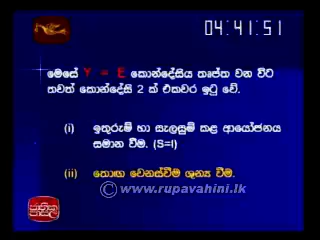 04:41:51
මෙසේ Y = E කොන්දේසිය තෘප්ත වන විට
තවත් කොන්දේසි 2 ක් එකවර ඉටු වේ.
(i) ඉතුරුම් හා සැලසුම් කළ ආයෝජනය
සමාන වීම. (S=I)
(ii) තොග වෙනස්වීම ශුන්‍ය වීම.
©www.rupavahini.lk
ජාතික
පාසල